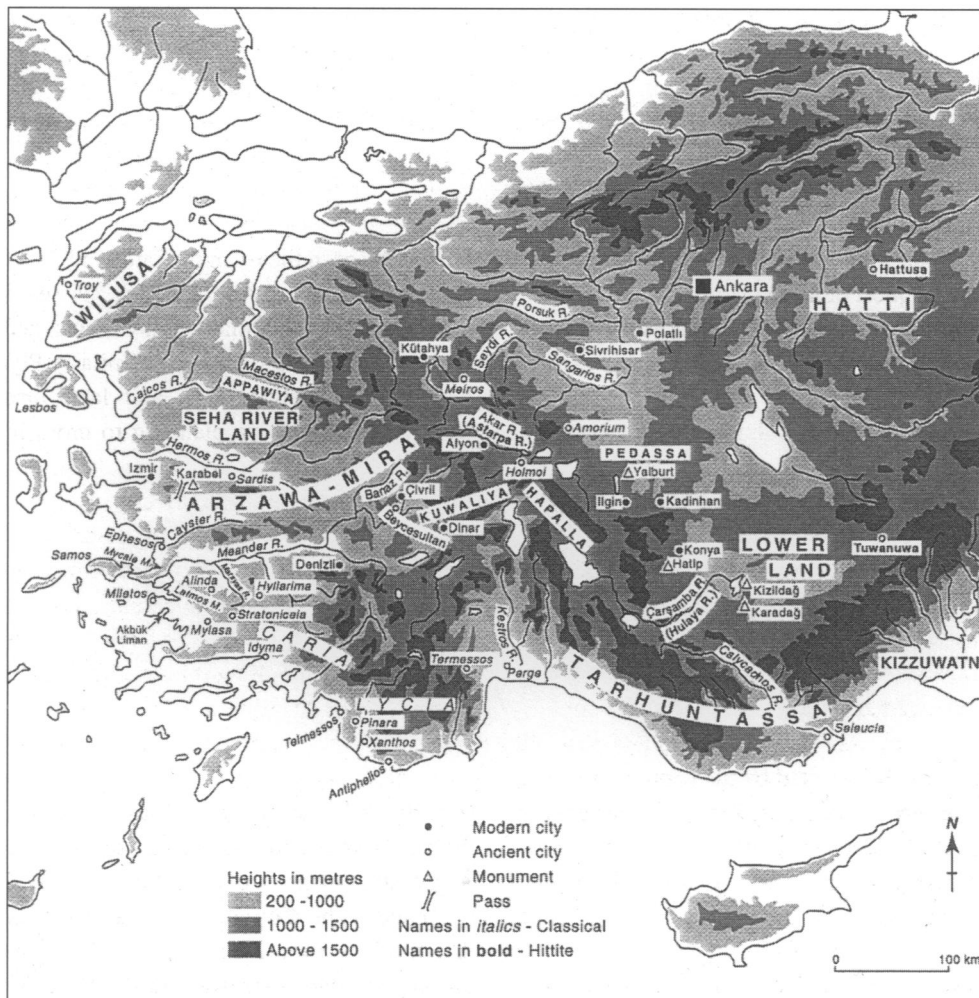 Troy
WILUSA
Hattusa
Ankara
HATTI
Porsuk R.
Polatlı
Kütahya
Seydi R.
Sivrihisar
Sangarios R.
Meiros
Macestos R.
Caicos R.
APPAWIYA
Lesbos
SEHA RIVER
LAND
Akar R.
(Astarpa R.)
Amorium
Afyon
Hermos R.
PEDASSA
Yalburt
Izmir
Karabel
Sardis
Holmoi
ARZAWA-MIRA
Banaz R.
Çivril
KUWALIYA
HAPALLA
Ilgin
Kadinhan
Beycesultan
Dinar
Cayster R.
Ephesos
Meander R.
Konya
LOWER
LAND
Tuwanuwa
Samos
Mycale M.
Denizli
Hatip
Kizildağ
Karadağ
Alinda
Marsyas R.
Hyllarima
Miletos
Latmos M.
Stratoniceia
Çarşamba R.
(Hulaya R.)
Akbük
Liman
Mylasa
Idyma
CARIA
Kestros R.
Termessos
Perge
Calycadnos R.
KIZZUWATN
TARHUNTASSA
LYCIA
Telmessos
Pinara
Xanthos
Seleucia
Antiphellos
Modern city
Ancient city
Monument
Pass
Heights in metres
200 -1000
1000 - 1500
Above 1500
Names in italics - Classical
Names in bold - Hittite
N
0 100 km